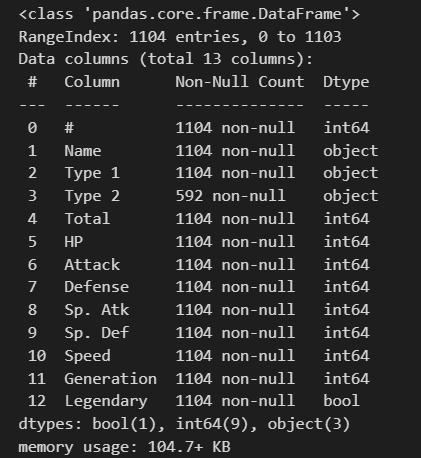 <class 'pandas.core.frame.DataFrame'>
RangeIndex: 1104 entries, 0 to 1103
Data columns (total 13 columns):
 #   Column      Non-Null Count  Dtype
---  ------      --------------  -----
 0   #           1104 non-null   int64
 1   Name        1104 non-null   object
 2   Type 1      1104 non-null   object
 3   Type 2      592 non-null    object
 4   Total       1104 non-null   int64
 5   HP          1104 non-null   int64
 6   Attack      1104 non-null   int64
 7   Defense     1104 non-null   int64
 8   Sp. Atk     1104 non-null   int64
 9   Sp. Def     1104 non-null   int64
 10  Speed       1104 non-null   int64
 11  Generation  1104 non-null   int64
 12  Legendary   1104 non-null   bool
dtypes: bool(1), int64(9), object(3)
memory usage: 104.7+ KB